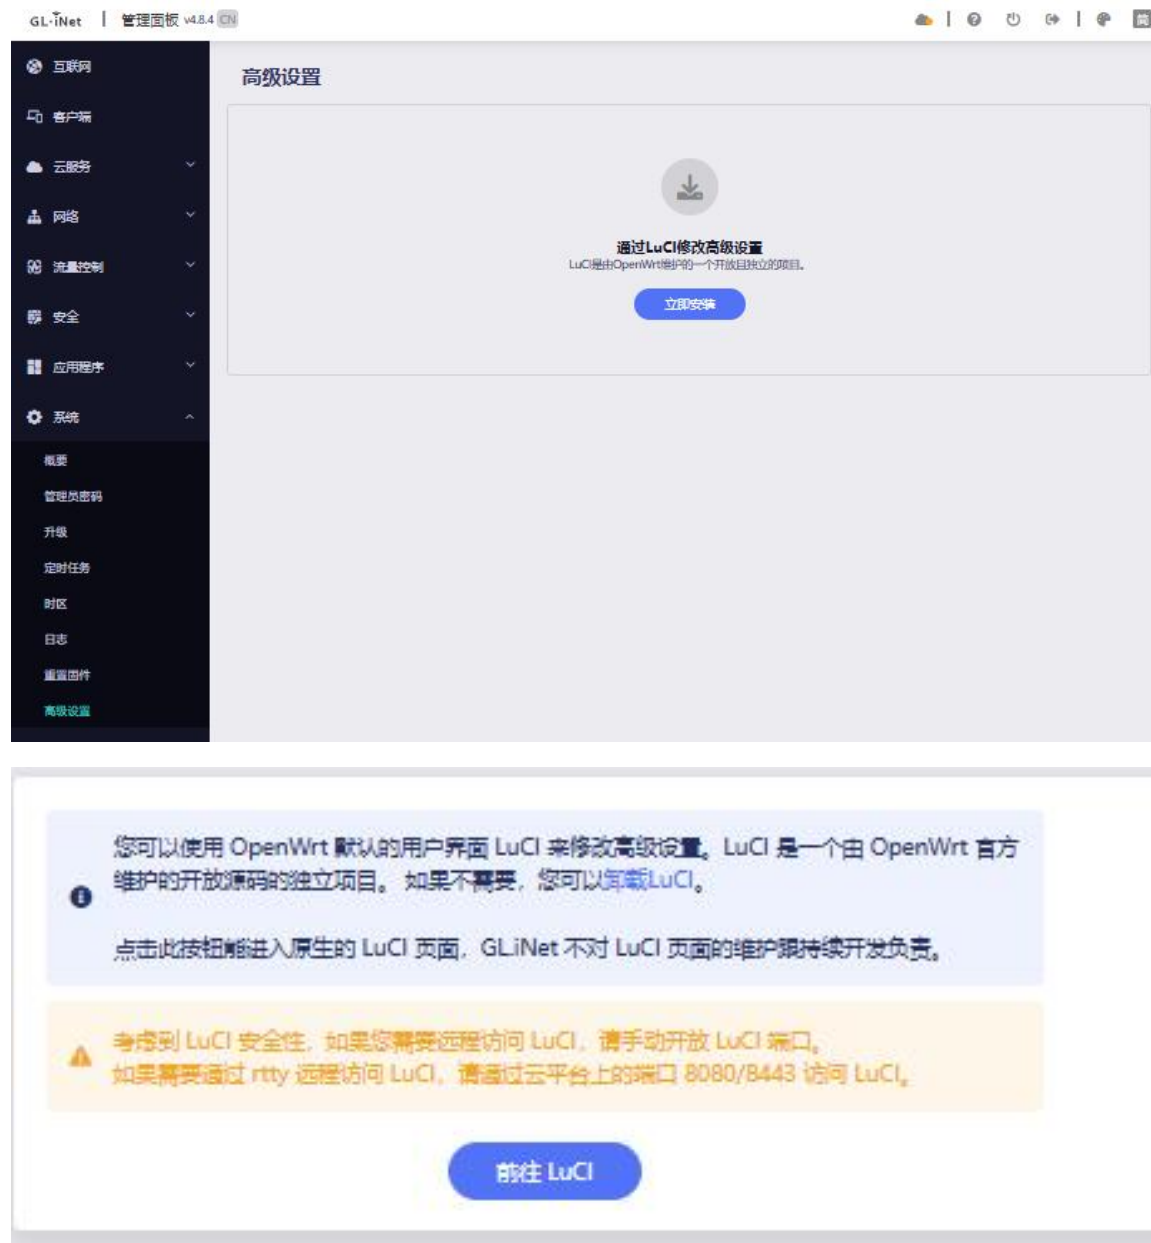 GL·iNet | 管理面板 v4.8.4 CN
简
互联网
客户端
云服务
网络
流量控制
安全
应用程序
系统
概要
管理员密码
升级
定时任务
时区
日志
重置固件
高级设置
高级设置
通过LuCI修改高级设置
LuCI是由OpenWrt维护的一个开放且独立的项目。
立即安装
您可以使用 OpenWrt 默认的用户界面 LuCI 来修改高级设置。LuCI 是一个由 OpenWrt 官方
维护的开放源码的独立项目。 如果不需要，您可以卸载LuCI。
点击此按钮能进入原生的 LuCI 页面，GL.iNet 不对 LuCI 页面的维护跟持续开发负责。
考虑到 LuCI 安全性，如果您需要远程访问 LuCI，请手动开放 LuCI 端口。
如果需要通过 rtty 远程访问 LuCI，请通过云平台上的端口 8080/8443 访问 LuCI。
前往 LuCI